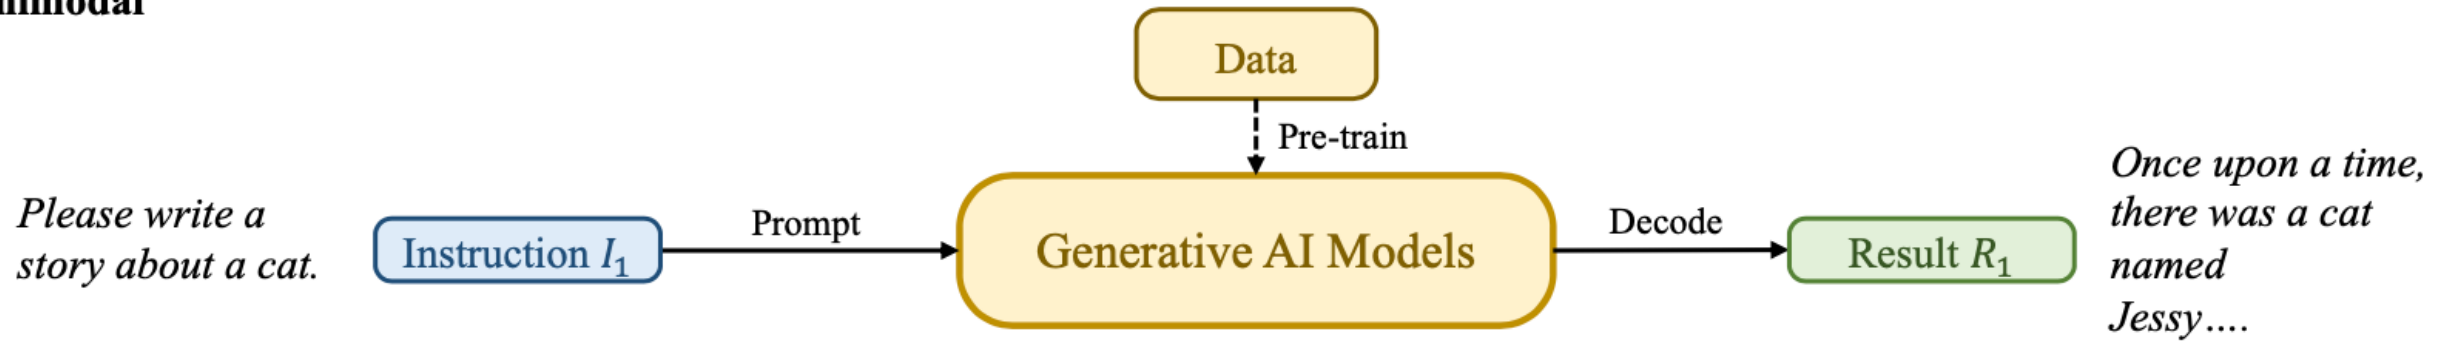 Data
Pre-train
Please write a
story about a cat.
Instruction I₁
Prompt
Generative AI Models
Decode
Result R₁
Once upon a time,
there was a cat
named
Jessy....